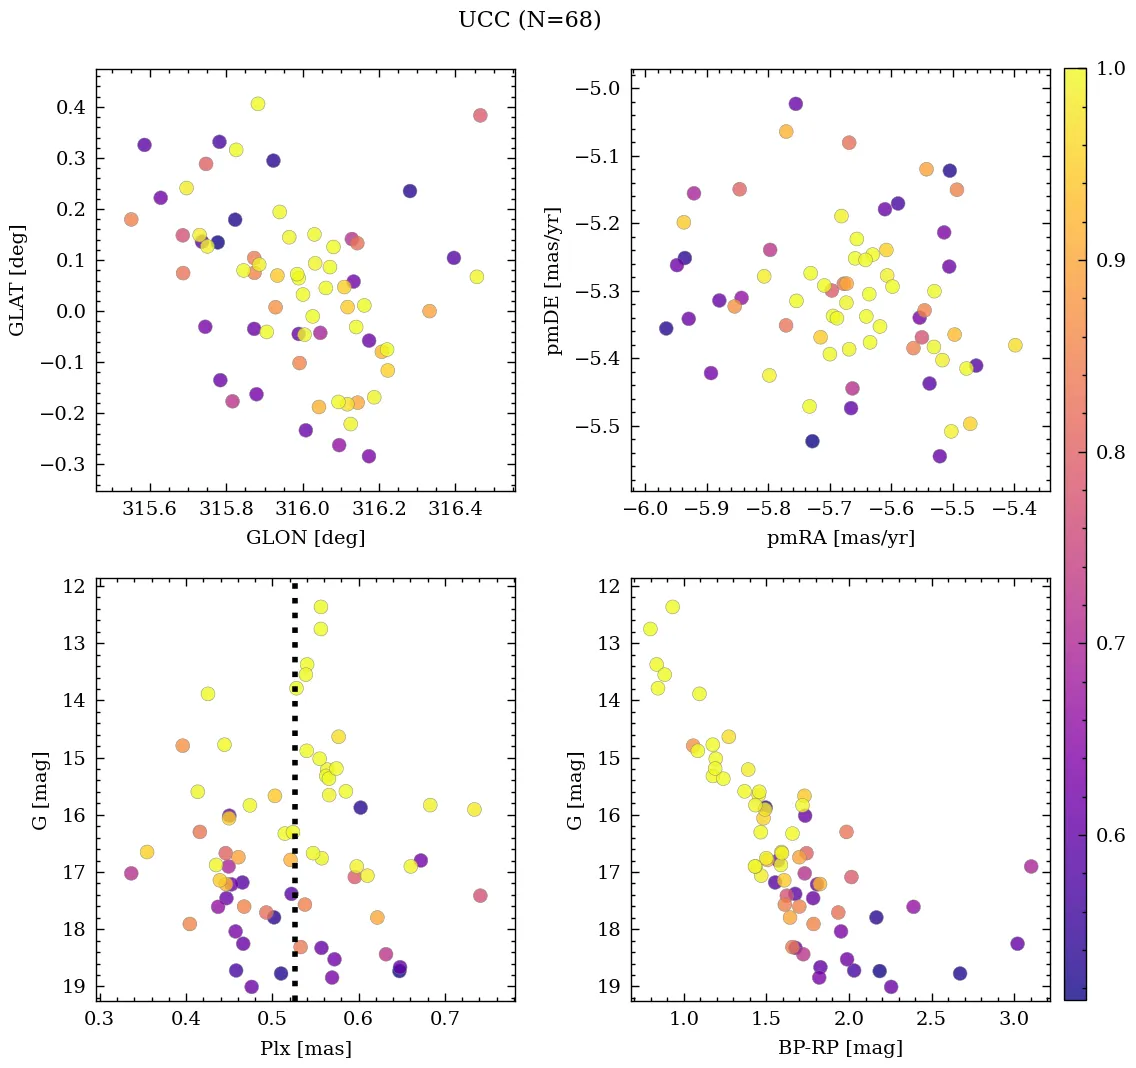 UCC (N=68)
0.4
0.3
0.2
0.1
0.0
−0.1
−0.2
−0.3
GLAT [deg]
315.6 315.8 316.0 316.2 316.4
GLON [deg]
−5.0
−5.1
−5.2
−5.3
−5.4
−5.5
pmDE [mas/yr]
−6.0 −5.9 −5.8 −5.7 −5.6 −5.5 −5.4
pmRA [mas/yr]
12
13
14
15
16
17
18
19
G [mag]
0.3 0.4 0.5 0.6 0.7
Plx [mas]
12
13
14
15
16
17
18
19
G [mag]
1.0 1.5 2.0 2.5 3.0
BP-RP [mag]
1.0
0.9
0.8
0.7
0.6